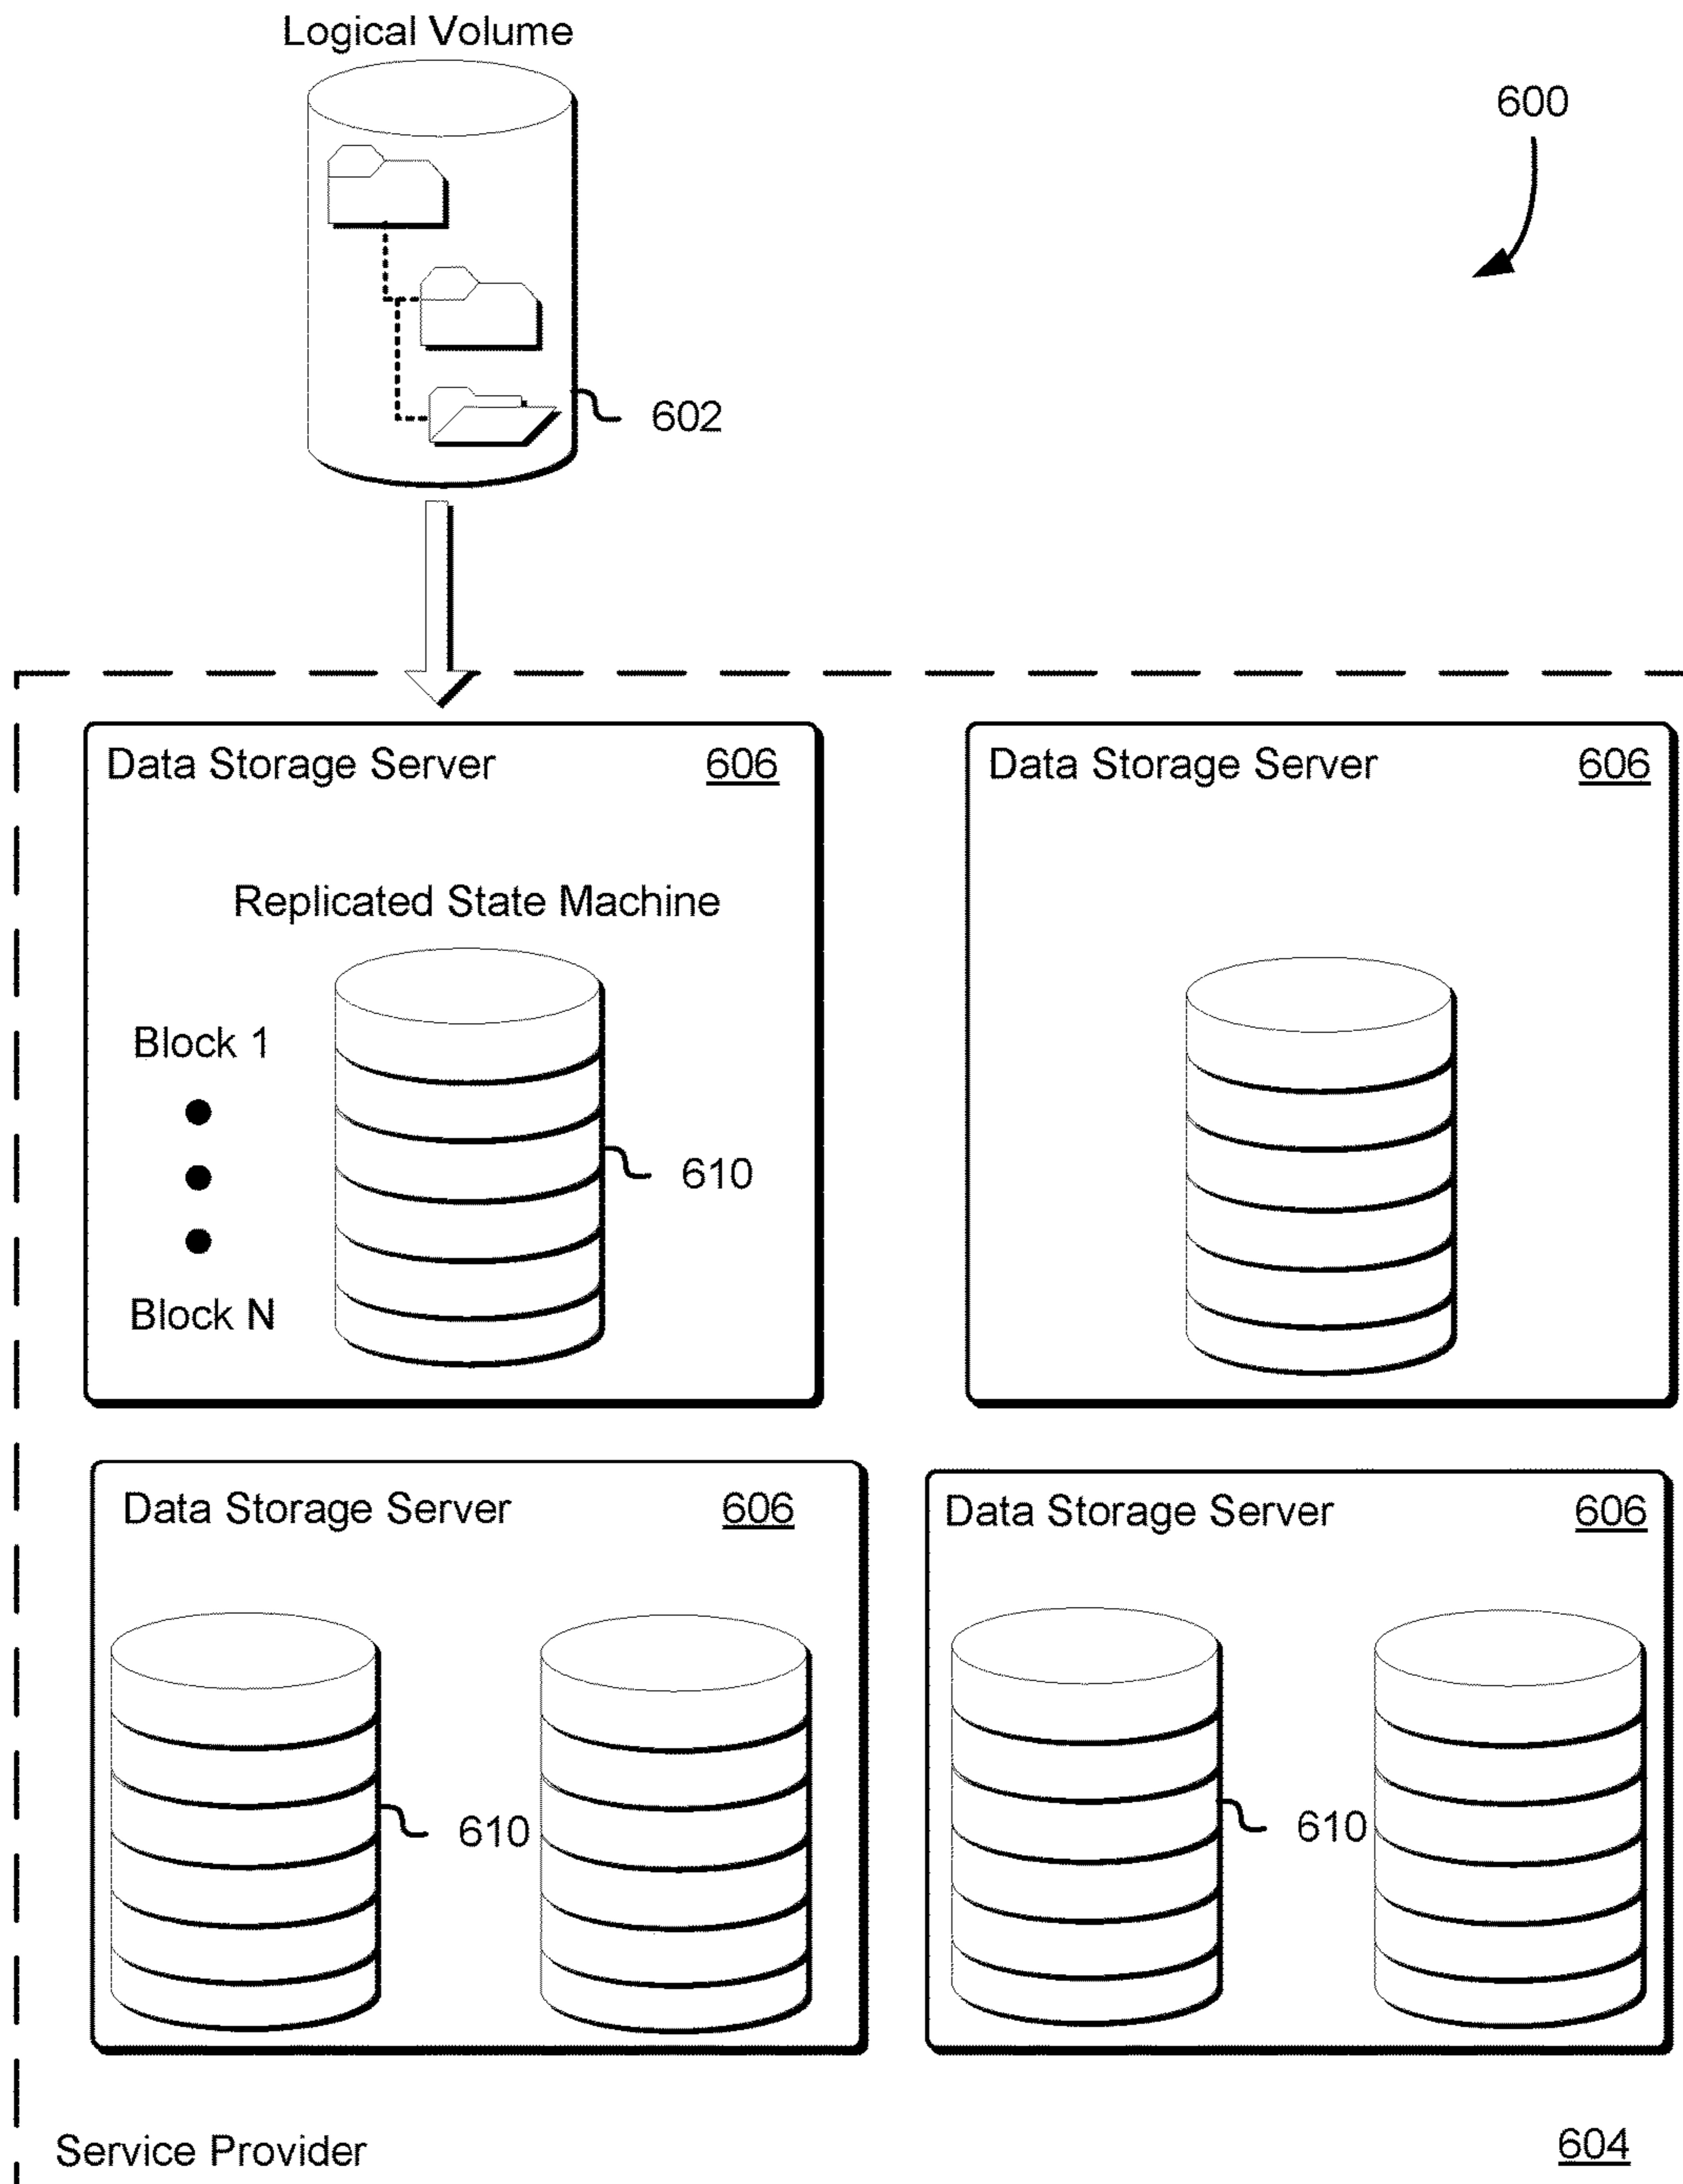 Logical Volume
600
602
Data Storage Server 606
Data Storage Server 606
Replicated State Machine
Block 1
610
Block N
Data Storage Server 606
Data Storage Server 606
610
610
Service Provider 604